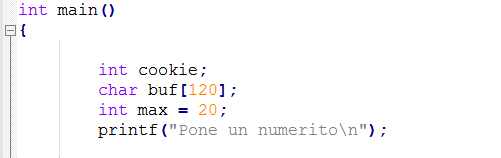 int main()
{
int cookie;
char buf[120];
int max = 20;
printf("Pone un numerito\n");